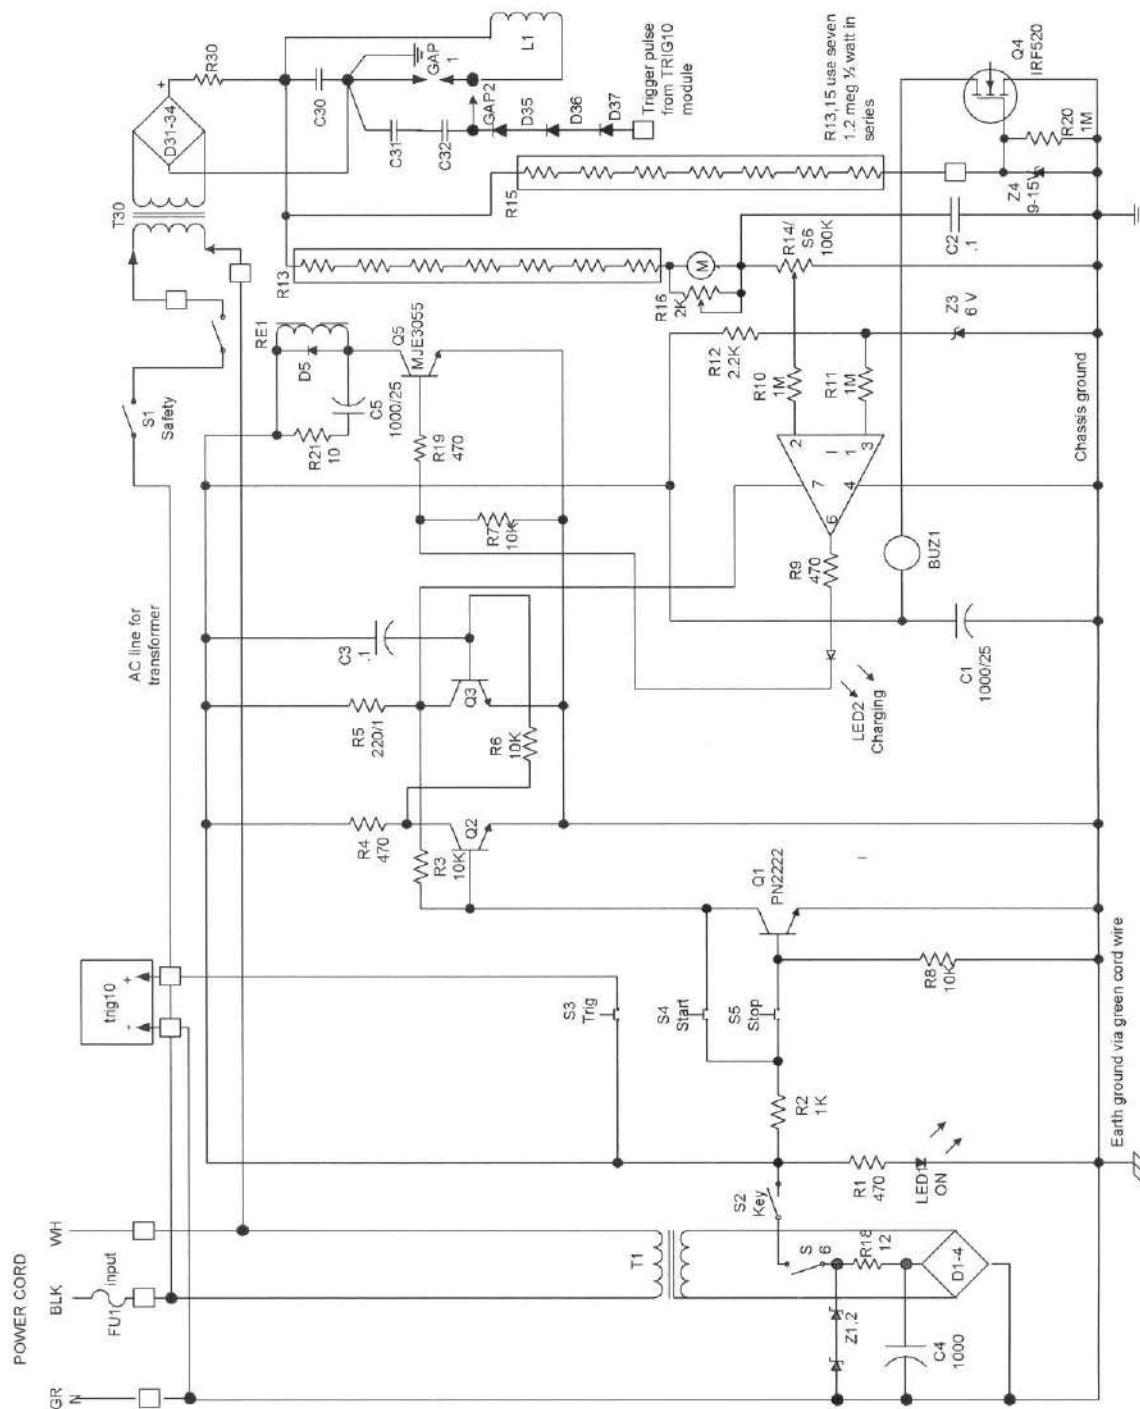 POWER CORD
GR
N
BLK
WH
FU1
input
trig10
-
+
AC line for
transformer
S1
Safety
T30
D31-34
+
R30
C30
GAP
1
L1
C31
C32
GAP2
D35
D36
D37
Trigger pulse
from TRIG10
module
R13
R15
R13,15 use seven
1.2 meg ½ watt in
series
Q4
IRF520
R20
1M
Z4
9-15V
C2
.1
R14/
S6
100K
M
R16
2K
RE1
D5
C5
1000/25
R21
10
Q5
MJE3055
R19
470
R7
10K
R12
2.2K
R10
1M
R11
1M
Z3
6 V
2
3
I
1
7
4
6
R9
470
BUZ1
Chassis ground
C3
.1
Q3
R5
220/1
R6
10K
R4
470
Q2
R3
10K
LED2
Charging
C1
1000/25
Q1
PN2222
R8
10K
S3
Trig
S4
Start
S5
Stop
R2
1K
R1
470
LED1
ON
S2
Key
S
6
R18
12
T1
Z1,2
C4
1000
D1-4
Earth ground via green cord wire